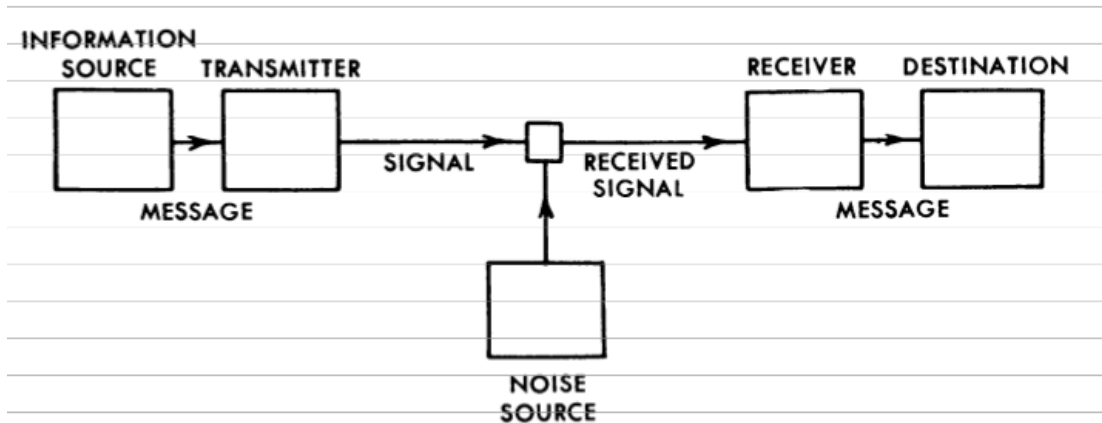 INFORMATION
SOURCE
TRANSMITTER
RECEIVER
DESTINATION
SIGNAL
RECEIVED
SIGNAL
MESSAGE
MESSAGE
NOISE
SOURCE